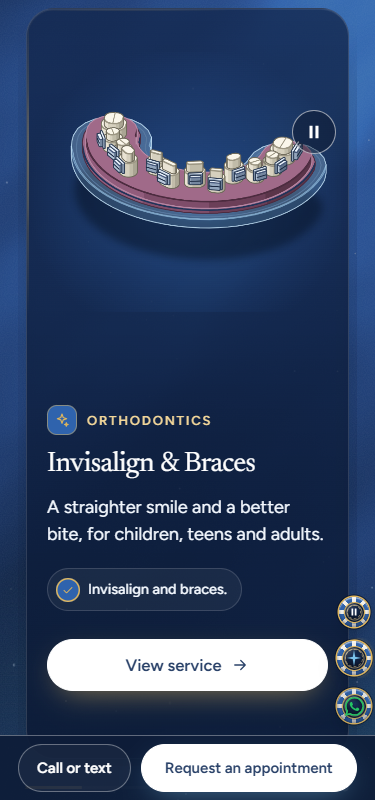 ORTHODONTICS
Invisalign & Braces
A straighter smile and a better
bite, for children, teens and adults.
Invisalign and braces.
View service →
Call or text
Request an appointment